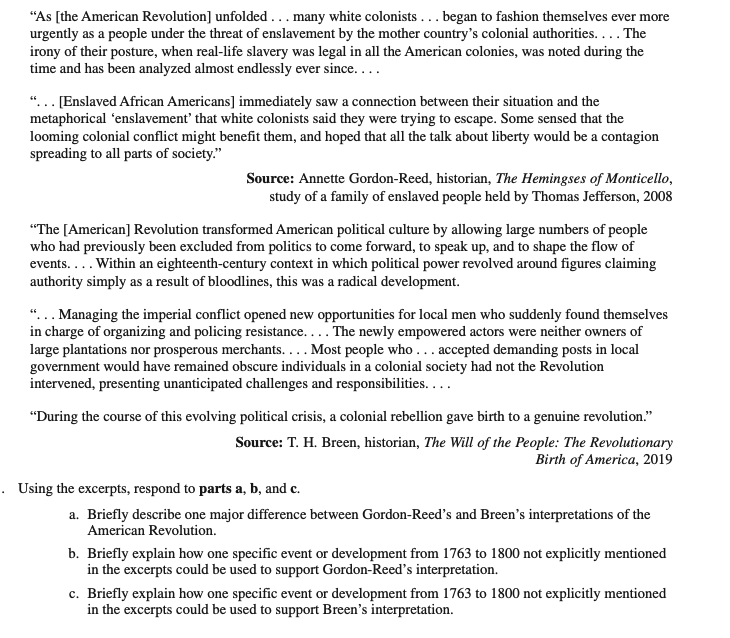 “As [the American Revolution] unfolded . . . many white colonists . . . began to fashion themselves ever more
urgently as a people under the threat of enslavement by the mother country’s colonial authorities. . . . The
irony of their posture, when real-life slavery was legal in all the American colonies, was noted during the
time and has been analyzed almost endlessly ever since. . . .
“. . . [Enslaved African Americans] immediately saw a connection between their situation and the
metaphorical ‘enslavement’ that white colonists said they were trying to escape. Some sensed that the
looming colonial conflict might benefit them, and hoped that all the talk about liberty would be a contagion
spreading to all parts of society.”
Source: Annette Gordon-Reed, historian, The Hemingses of Monticello,
study of a family of enslaved people held by Thomas Jefferson, 2008
“The [American] Revolution transformed American political culture by allowing large numbers of people
who had previously been excluded from politics to come forward, to speak up, and to shape the flow of
events. . . . Within an eighteenth-century context in which political power revolved around figures claiming
authority simply as a result of bloodlines, this was a radical development.
“. . . Managing the imperial conflict opened new opportunities for local men who suddenly found themselves
in charge of organizing and policing resistance. . . . The newly empowered actors were neither owners of
large plantations nor prosperous merchants. . . . Most people who . . . accepted demanding posts in local
government would have remained obscure individuals in a colonial society had not the Revolution
intervened, presenting unanticipated challenges and responsibilities. . . .
“During the course of this evolving political crisis, a colonial rebellion gave birth to a genuine revolution.”
Source: T. H. Breen, historian, The Will of the People: The Revolutionary
Birth of America, 2019
. Using the excerpts, respond to parts a, b, and c.
a. Briefly describe one major difference between Gordon-Reed’s and Breen’s interpretations of the
American Revolution.
b. Briefly explain how one specific event or development from 1763 to 1800 not explicitly mentioned
in the excerpts could be used to support Gordon-Reed’s interpretation.
c. Briefly explain how one specific event or development from 1763 to 1800 not explicitly mentioned
in the excerpts could be used to support Breen’s interpretation.